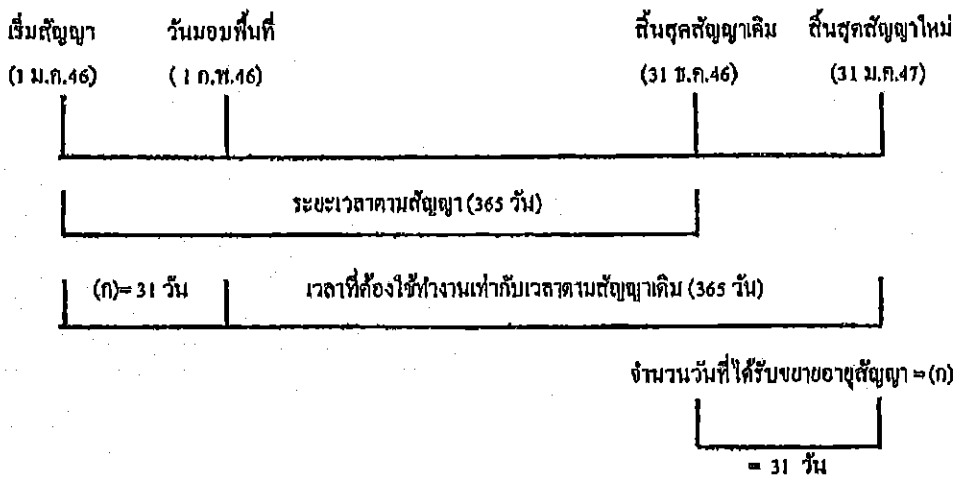 เริ่มสัญญา วันมอบพื้นที่ สิ้นสุดสัญญาเดิม สิ้นสุดสัญญาใหม่
(1 ม.ค.46) (1 ก.พ.46) (31 ธ.ค.46) (31 ม.ค.47)
ระยะเวลาตามสัญญา (365 วัน)
(ก)= 31 วัน เวลาที่ต้องใช้ทำงานเท่ากับเวลาตามสัญญาเดิม (365 วัน)
จำนวนวันที่ได้รับขยายอายุสัญญา = (ก)
= 31 วัน